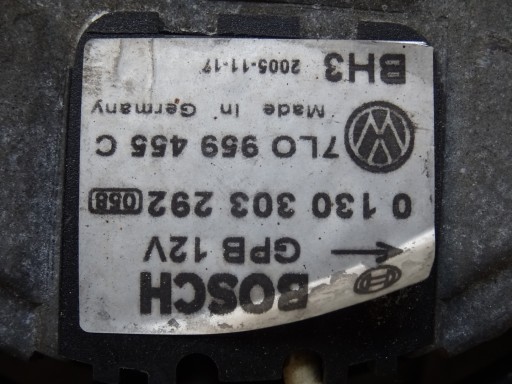 BOSCH
GPB 12V
0 130 303 292 058
7L0 959 455 C
Made In Germany
BH3 2005-11-17